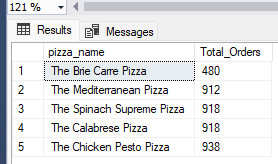 121 %
Results Messages
pizza_name Total_Orders
1 The Brie Carre Pizza 480
2 The Mediterranean Pizza 912
3 The Spinach Supreme Pizza 918
4 The Calabrese Pizza 918
5 The Chicken Pesto Pizza 938